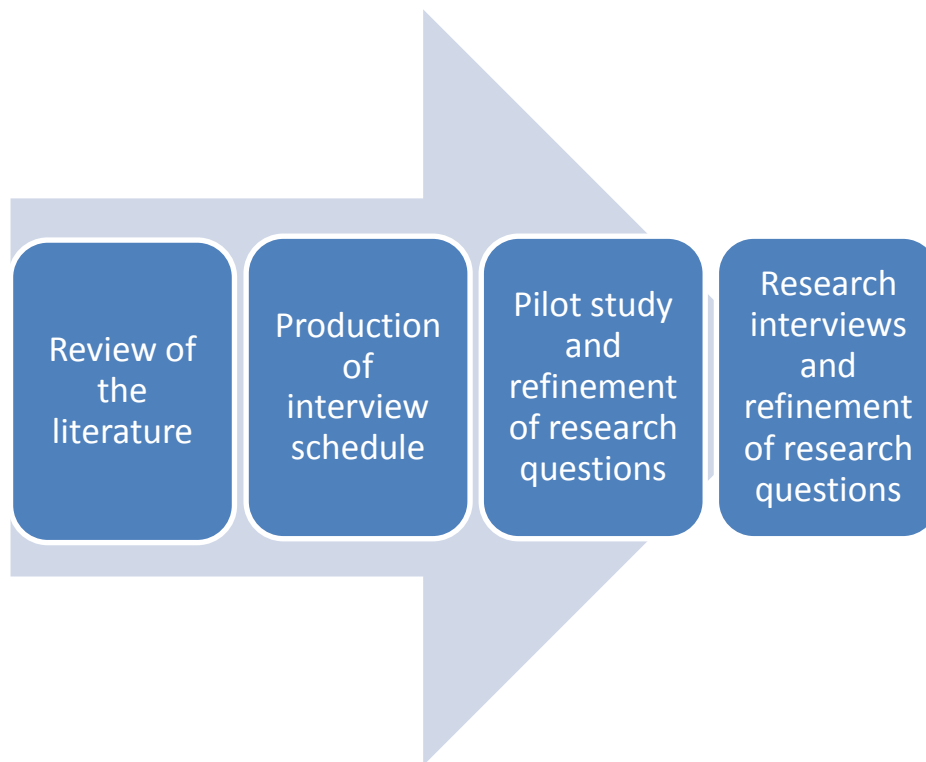 Review of
the
literature
Production
of
interview
schedule
Pilot study
and
refinement
of research
questions
Research
interviews
and
refinement
of research
questions